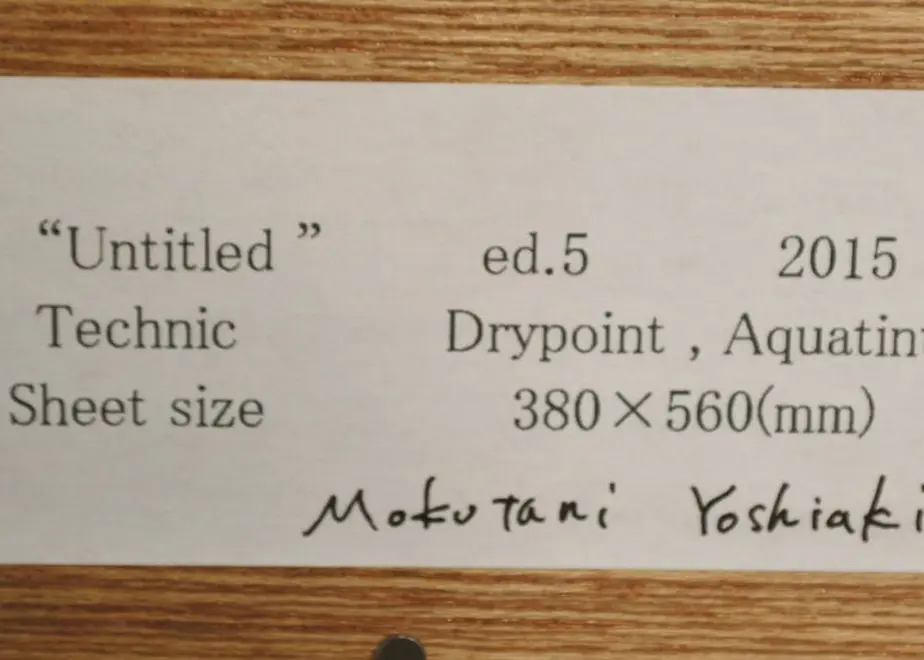 “Untitled ” ed.5 2015
Technic Drypoint , Aquatin
Sheet size 380×560(mm)
Mokutani Yoshiaki